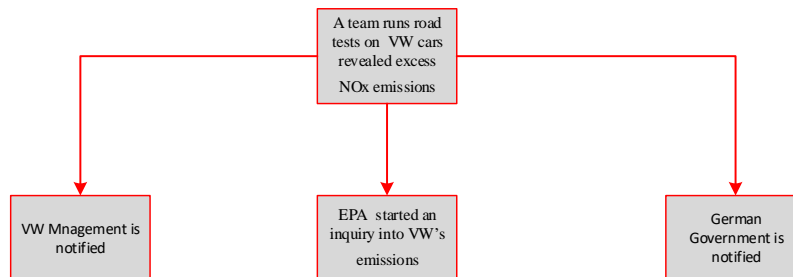 A team runs road
tests on VW cars
revealed excess
NOx emissions
VW Mnagement is
notified
EPA started an
inquiry into VW's
emissions
German
Government is
notified